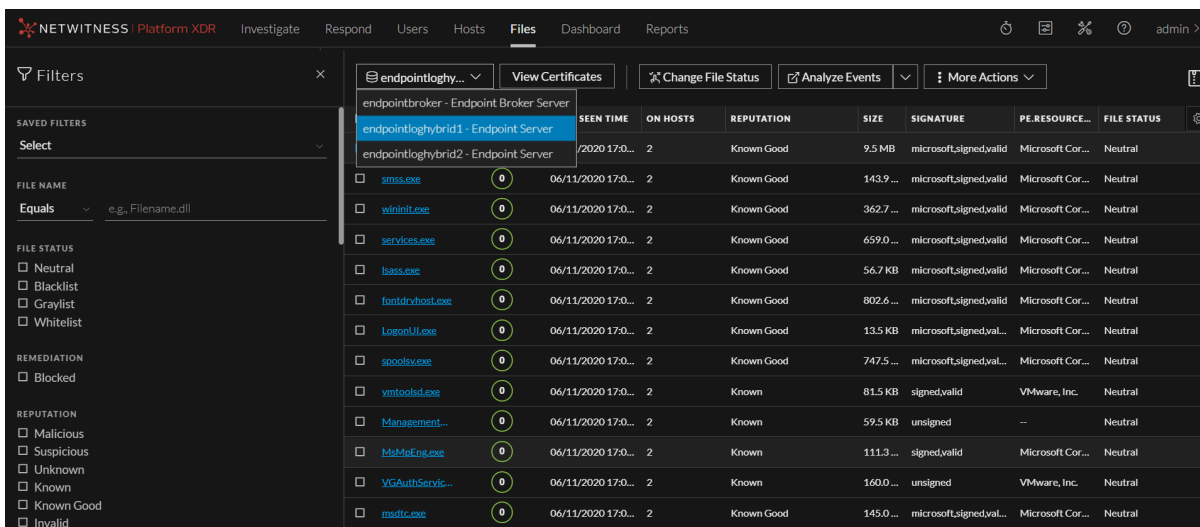 NETWITNESS Platform XDR Investigate Respond Users Hosts Files Dashboard Reports admin
Filters
SAVED FILTERS
Select
FILE NAME
Equals e.g., Filename.dll
FILE STATUS
Neutral
Blacklist
Graylist
Whitelist
REMEDIATION
Blocked
REPUTATION
Malicious
Suspicious
Unknown
Known
Known Good
Invalid
endpointloghy... View Certificates Change File Status Analyze Events More Actions
endpointbroker - Endpoint Broker Server
endpointloghybrid1 - Endpoint Server
endpointloghybrid2 - Endpoint Server
SEEN TIME ON HOSTS REPUTATION SIZE SIGNATURE PE.RESOURCE... FILE STATUS
/2020 17:0... 2 Known Good 9.5 MB microsoft,signed,valid Microsoft Cor... Neutral
smss.exe 0 06/11/2020 17:0... 2 Known Good 143.9... microsoft,signed,valid Microsoft Cor... Neutral
wininit.exe 0 06/11/2020 17:0... 2 Known Good 362.7... microsoft,signed,valid Microsoft Cor... Neutral
services.exe 0 06/11/2020 17:0... 2 Known Good 659.0... microsoft,signed,valid Microsoft Cor... Neutral
lsass.exe 0 06/11/2020 17:0... 2 Known Good 56.7 KB microsoft,signed,valid Microsoft Cor... Neutral
fontdrvhost.exe 0 06/11/2020 17:0... 2 Known Good 802.6... microsoft,signed,valid Microsoft Cor... Neutral
LogonUI.exe 0 06/11/2020 17:0... 2 Known Good 13.5 KB microsoft,signed,val... Microsoft Cor... Neutral
spoolsv.exe 0 06/11/2020 17:0... 2 Known Good 747.5... microsoft,signed,val... Microsoft Cor... Neutral
vmtoolsd.exe 0 06/11/2020 17:0... 2 Known 81.5 KB signed,valid VMware, Inc. Neutral
Management... 0 06/11/2020 17:0... 2 Known 59.5 KB unsigned -- Neutral
MsMpEng.exe 0 06/11/2020 17:0... 2 Known 111.3... signed,valid Microsoft Cor... Neutral
VGAuthServic... 0 06/11/2020 17:0... 2 Known 160.0... unsigned VMware, Inc. Neutral
msdtc.exe 0 06/11/2020 17:0... 2 Known Good 145.0... microsoft,signed,val... Microsoft Cor... Neutral